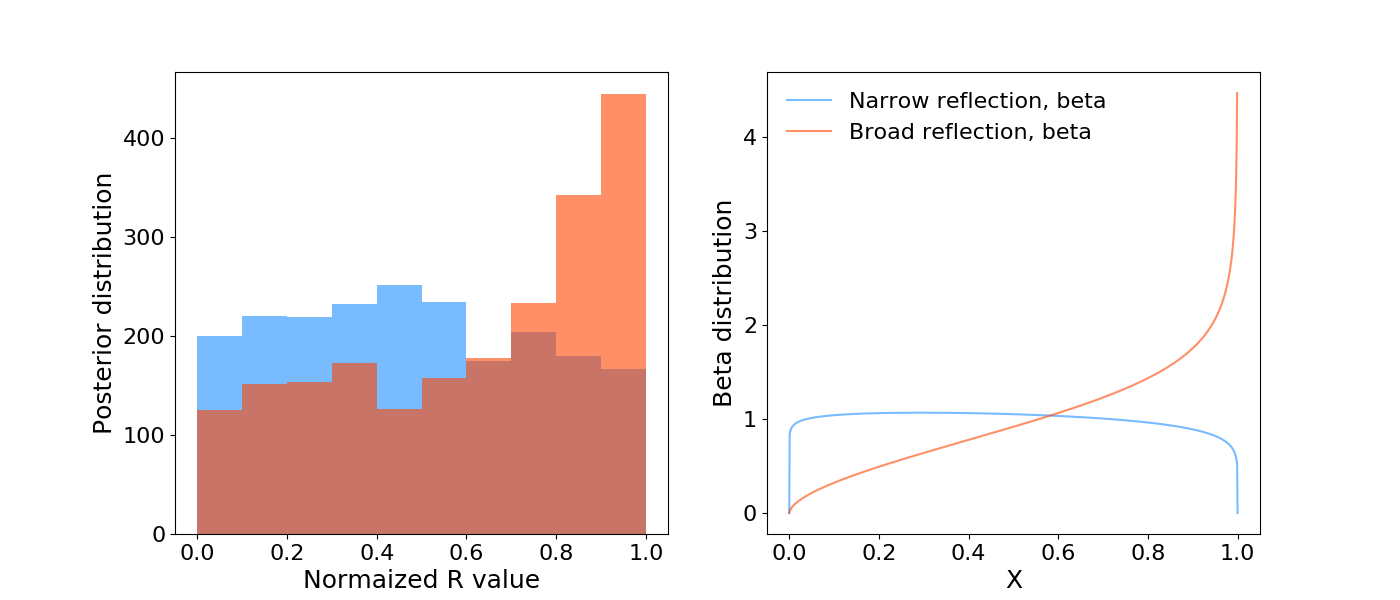 Posterior distribution
400
300
200
100
0
0.0 0.2 0.4 0.6 0.8 1.0
Normaized R value
Narrow reflection, beta
Broad reflection, beta
Beta distribution
4
3
2
1
0
0.0 0.2 0.4 0.6 0.8 1.0
X